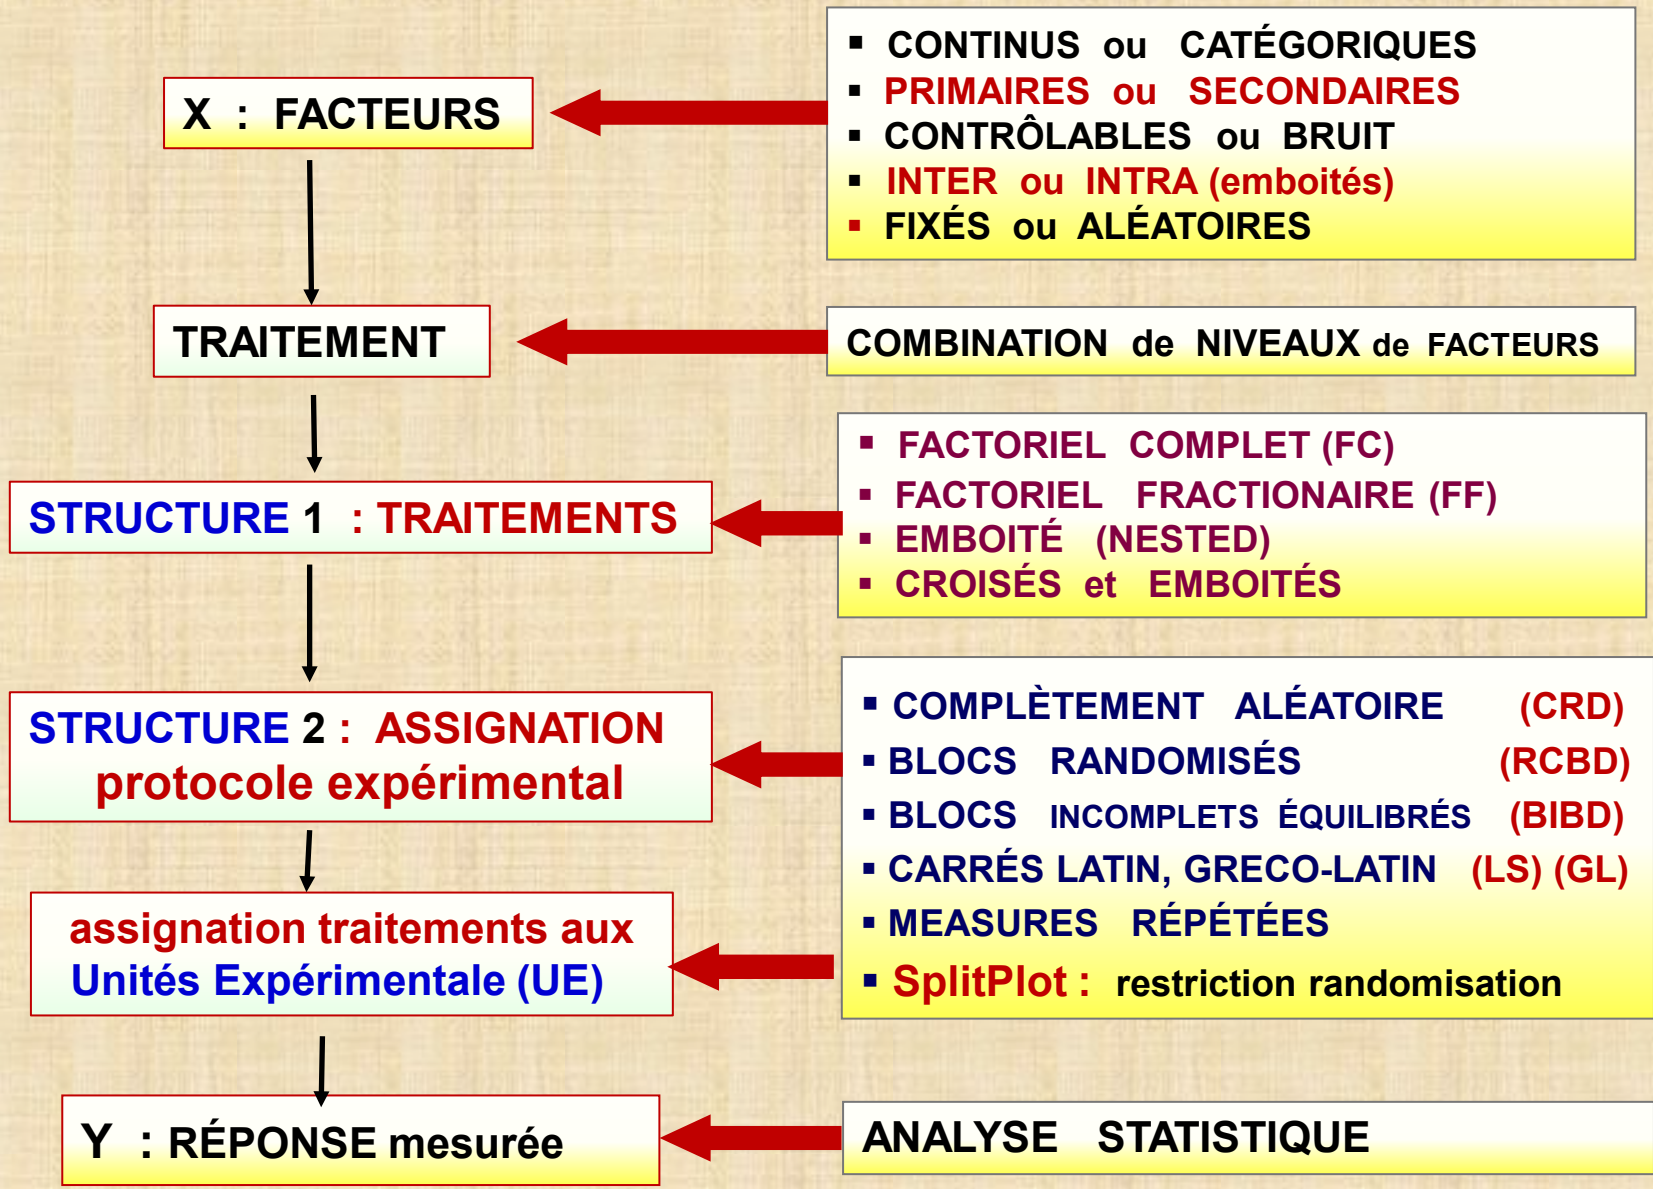 X : FACTEURS
▪ CONTINUS ou CATÉGORIQUES
▪ PRIMAIRES ou SECONDAIRES
▪ CONTRÔLABLES ou BRUIT
▪ INTER ou INTRA (emboités)
▪ FIXÉS ou ALÉATOIRES
TRAITEMENT
COMBINATION de NIVEAUX de FACTEURS
STRUCTURE 1 : TRAITEMENTS
▪ FACTORIEL COMPLET (FC)
▪ FACTORIEL FRACTIONAIRE (FF)
▪ EMBOITÉ (NESTED)
▪ CROISÉS et EMBOITÉS
STRUCTURE 2 : ASSIGNATION
protocole expérimental
▪ COMPLÈTEMENT ALÉATOIRE (CRD)
▪ BLOCS RANDOMISÉS (RCBD)
▪ BLOCS INCOMPLETS ÉQUILIBRÉS (BIBD)
▪ CARRÉS LATIN, GRECO-LATIN (LS) (GL)
▪ MEASURES RÉPÉTÉES
▪ SplitPlot : restriction randomisation
assignation traitements aux
Unités Expérimentale (UE)
Y : RÉPONSE mesurée
ANALYSE STATISTIQUE